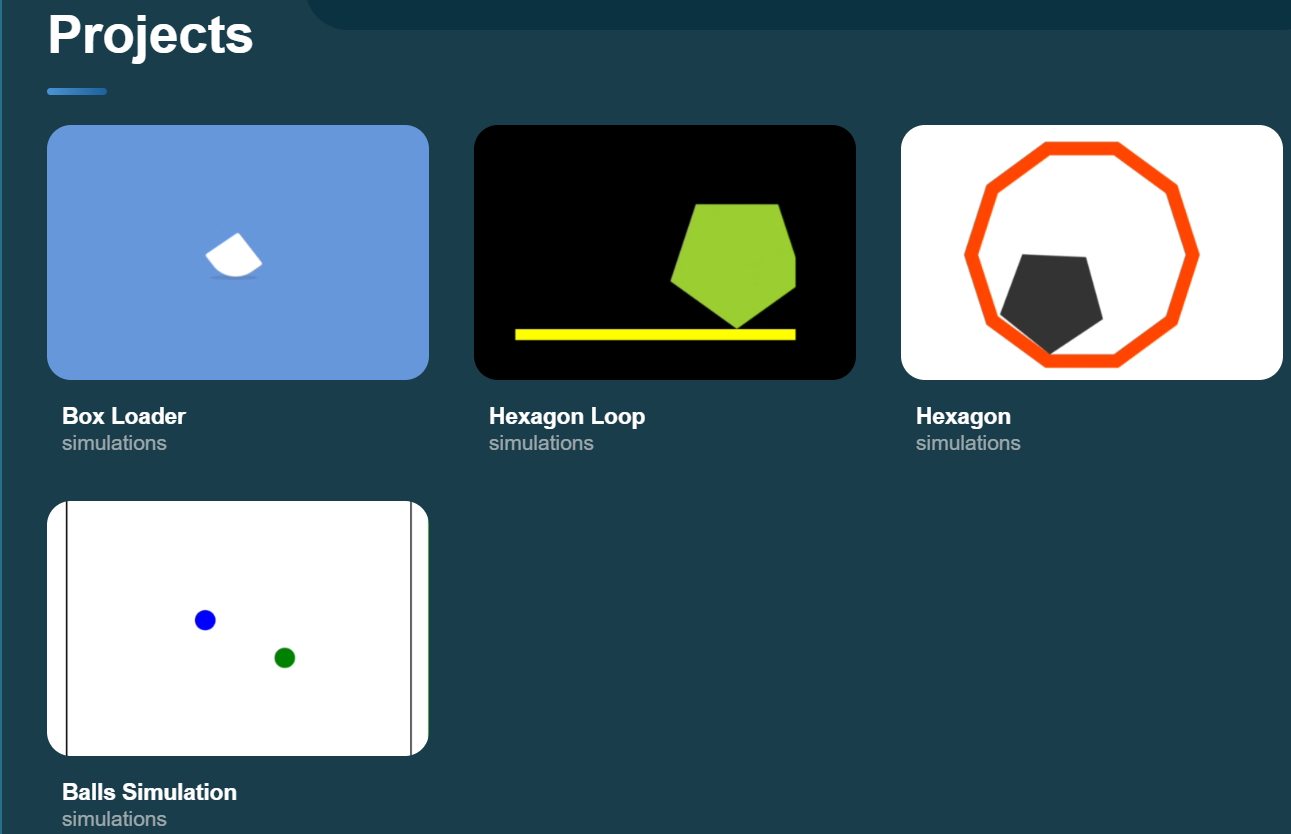 Projects
Box Loader
simulations
Hexagon Loop
simulations
Hexagon
simulations
Balls Simulation
simulations